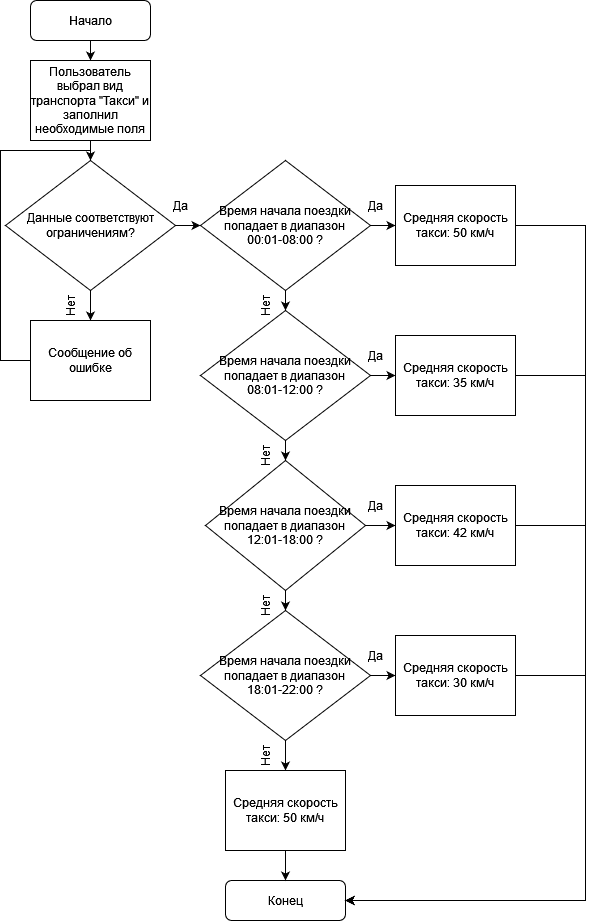 Начало
Пользователь
выбрал вид
транспорта "Такси" и
заполнил
необходимые поля
Данные соответствуют
ограничениям?
Да
Время начала поездки
попадает в диапазон
00:01-08:00 ?
Да
Средняя скорость
такси: 50 км/ч
Нет
Нет
Сообщение об
ошибке
Время начала поездки
попадает в диапазон
08:01-12:00 ?
Да
Средняя скорость
такси: 35 км/ч
Нет
Время начала поездки
попадает в диапазон
12:01-18:00 ?
Да
Средняя скорость
такси: 42 км/ч
Нет
Время начала поездки
попадает в диапазон
18:01-22:00 ?
Да
Средняя скорость
такси: 30 км/ч
Нет
Средняя скорость
такси: 50 км/ч
Конец